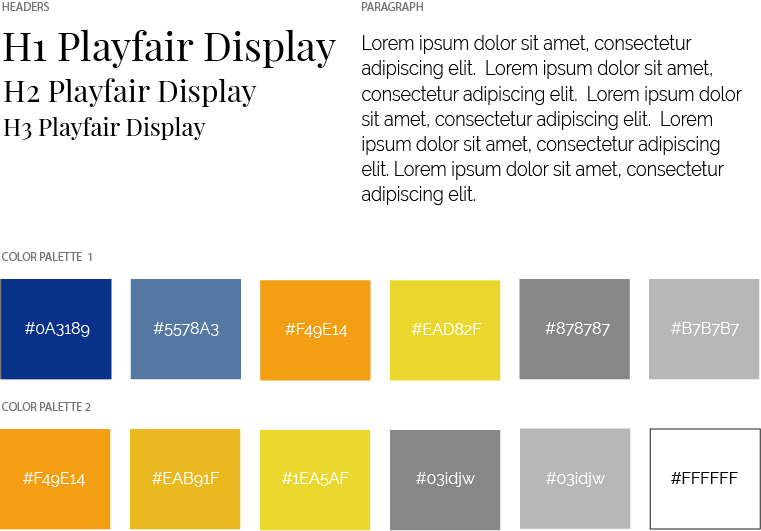 HEADERS
H1 Playfair Display
H2 Playfair Display
H3 Playfair Display
PARAGRAPH
Lorem ipsum dolor sit amet, consectetur
adipiscing elit.  Lorem ipsum dolor sit amet,
consectetur adipiscing elit.  Lorem ipsum dolor
sit amet, consectetur adipiscing elit.  Lorem
ipsum dolor sit amet, consectetur adipiscing
elit. Lorem ipsum dolor sit amet, consectetur
adipiscing elit.
COLOR PALETTE  1
#0A3189 #5578A3 #F49E14 #EAD82F #878787 #B7B7B7
COLOR PALETTE 2
#F49E14 #EAB91F #1EA5AF #03idjw #03idjw #FFFFFF